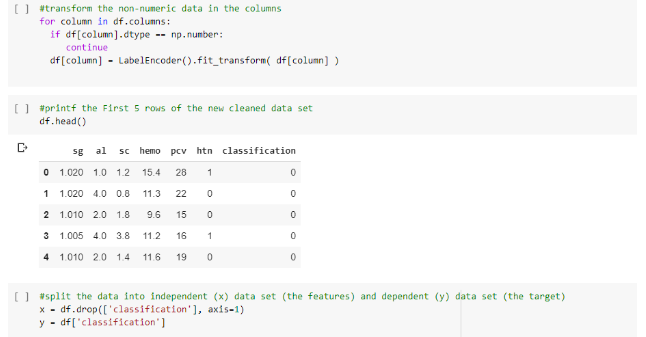 [ ] #transform the non-numeric data in the columns
for column in df.columns:
if df[column].dtype == np.number:
continue
df[column] = LabelEncoder().fit_transform( df[column] )
[ ] #printf the First 5 rows of the new cleaned data set
df.head()
sg al sc hemo pcv htn classification
0 1.020 1.0 1.2 15.4 28 1 0
1 1.020 4.0 0.8 11.3 22 0 0
2 1.010 2.0 1.8 9.6 15 0 0
3 1.005 4.0 3.8 11.2 16 1 0
4 1.010 2.0 1.4 11.6 19 0 0
[ ] #split the data into independent (x) data set (the features) and dependent (y) data set (the target)
x = df.drop(['classification'], axis=1)
y = df['classification']